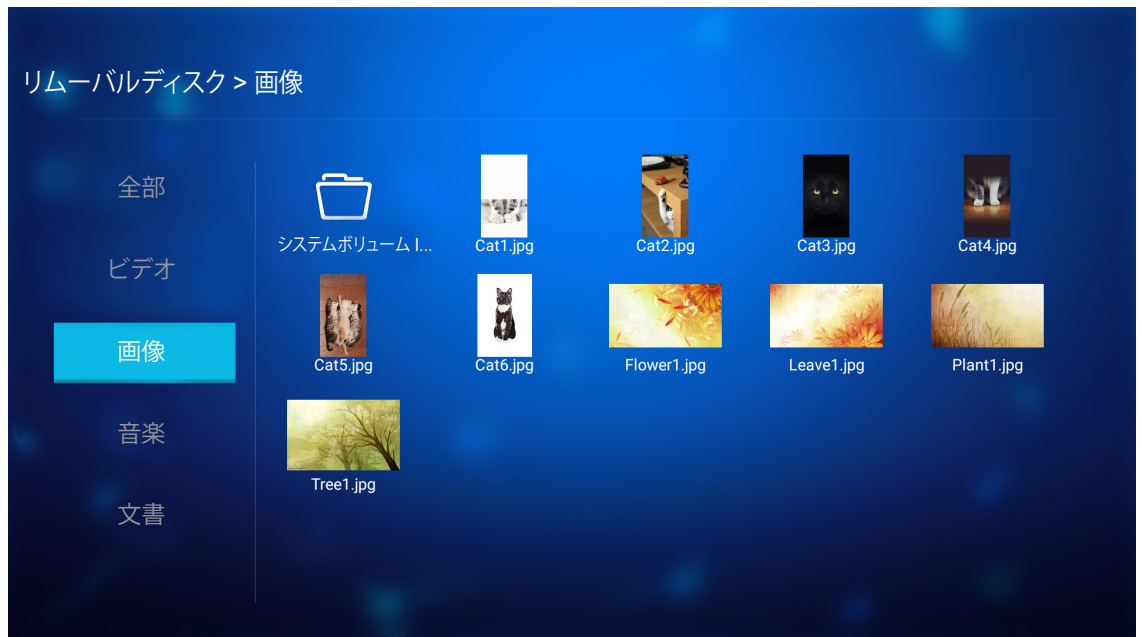 リムーバルディスク > 画像
全部
ビデオ
画像
音楽
文書
システムボリューム I...
Cat1.jpg
Cat2.jpg
Cat3.jpg
Cat4.jpg
Cat5.jpg
Cat6.jpg
Flower1.jpg
Leave1.jpg
Plant1.jpg
Tree1.jpg